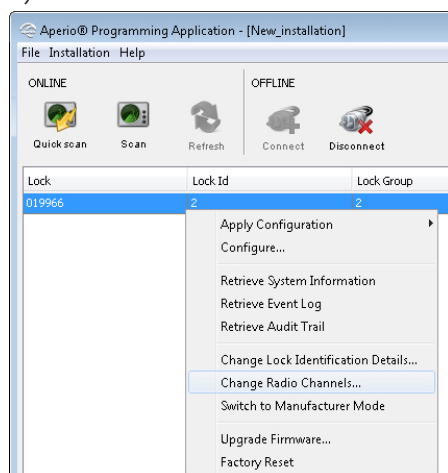 Aperio® Programming Application - [New_installation]
File Installation Help
ONLINE OFFLINE
Quick scan Scan Refresh Connect Disconnect
Lock Lock Id Lock Group
019966 2 2
Apply Configuration
Configure...
Retrieve System Information
Retrieve Event Log
Retrieve Audit Trail
Change Lock Identification Details...
Change Radio Channels...
Switch to Manufacturer Mode
Upgrade Firmware...
Factory Reset